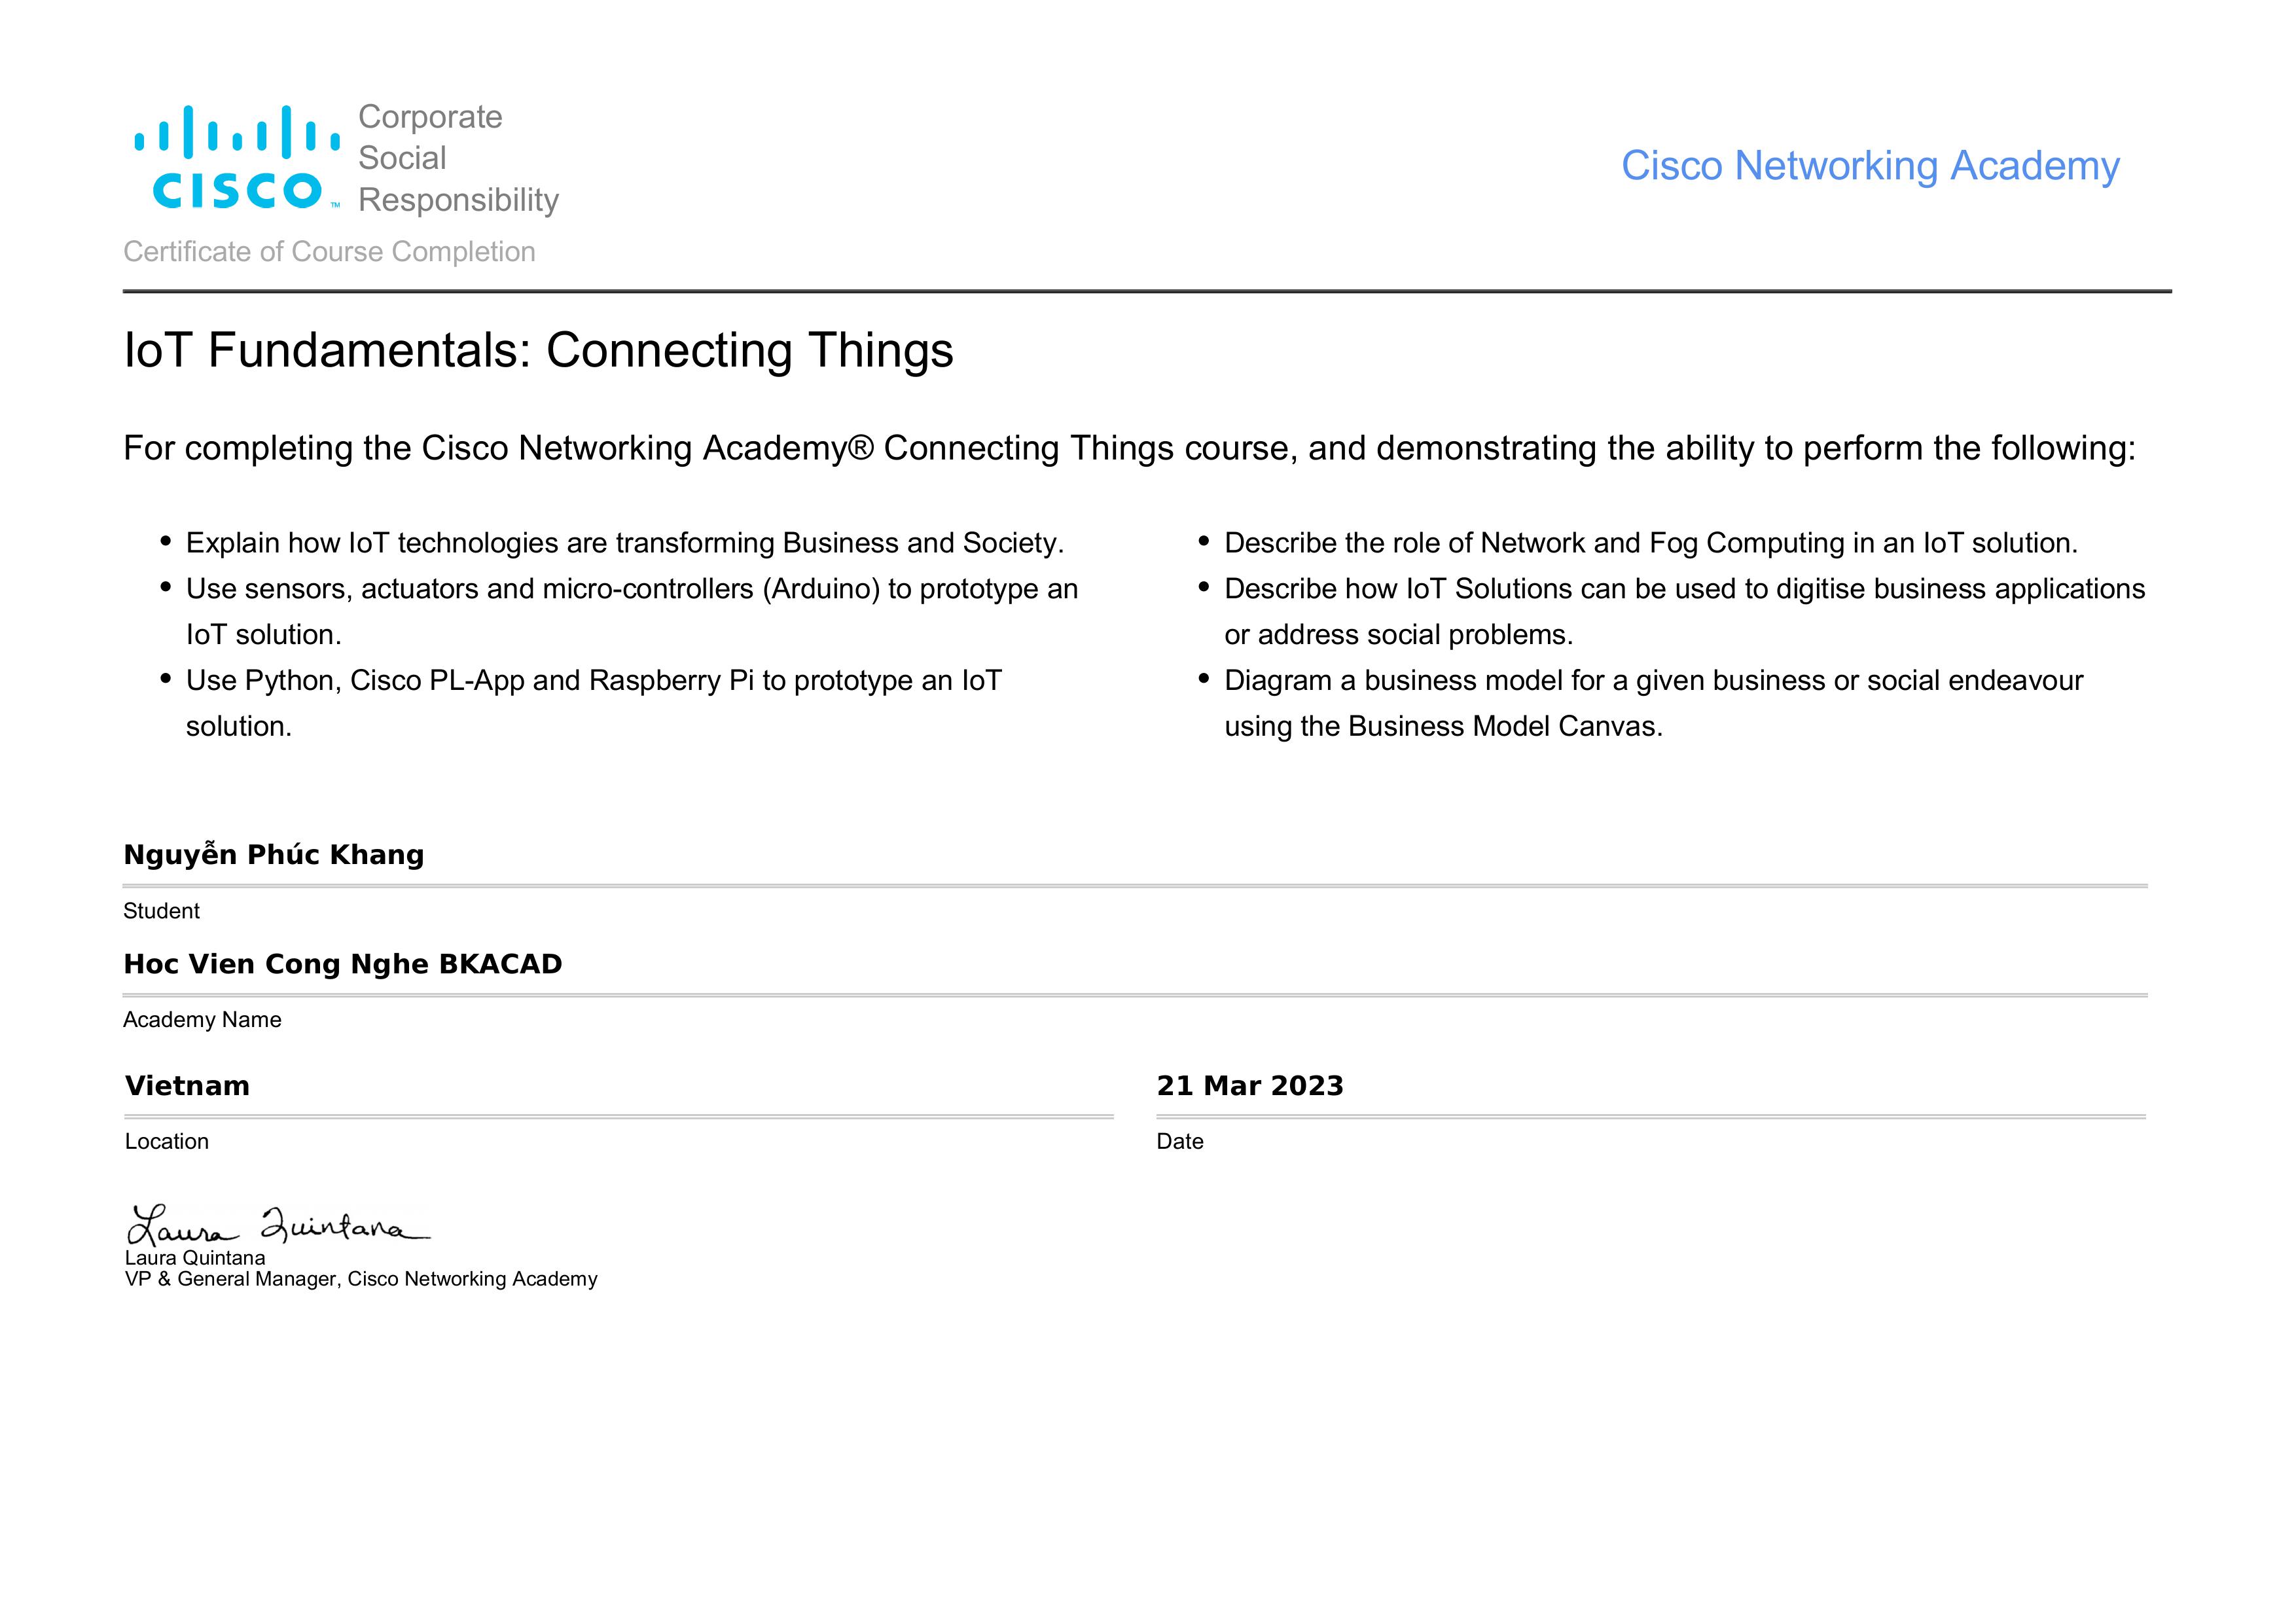 Corporate
Social
Responsibility
CISCO™
Cisco Networking Academy
Certificate of Course Completion
IoT Fundamentals: Connecting Things
For completing the Cisco Networking Academy® Connecting Things course, and demonstrating the ability to perform the following:
• Explain how IoT technologies are transforming Business and Society.
• Use sensors, actuators and micro-controllers (Arduino) to prototype an
IoT solution.
• Use Python, Cisco PL-App and Raspberry Pi to prototype an IoT
solution.
• Describe the role of Network and Fog Computing in an IoT solution.
• Describe how IoT Solutions can be used to digitise business applications
or address social problems.
• Diagram a business model for a given business or social endeavour
using the Business Model Canvas.
Nguyễn Phúc Khang
Student
Hoc Vien Cong Nghe BKACAD
Academy Name
Vietnam
Location
21 Mar 2023
Date
Laura Quintana
Laura Quintana
VP & General Manager, Cisco Networking Academy